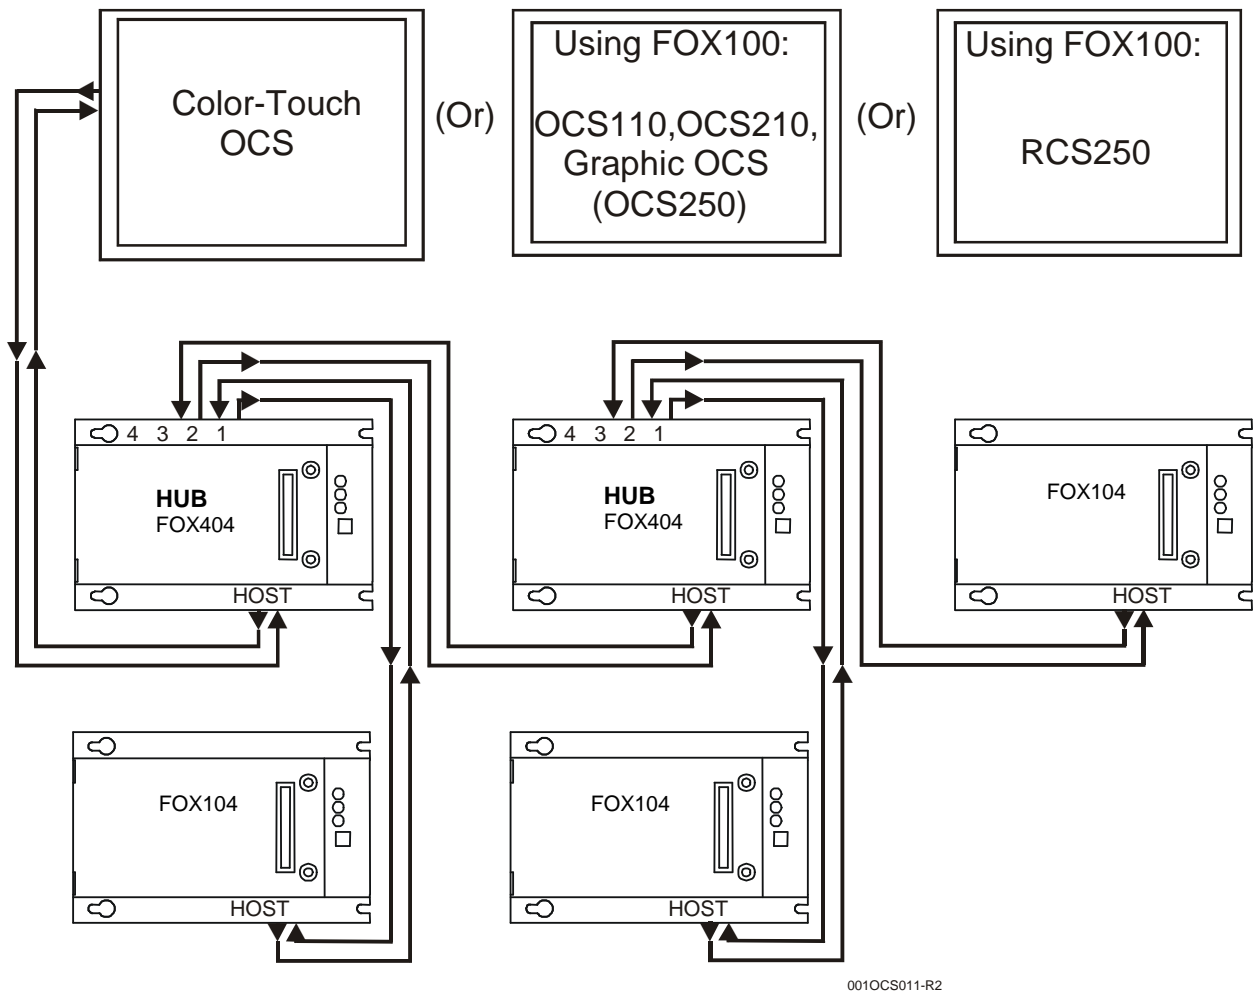 Color-Touch
OCS
(Or)
Using FOX100:
OCS110,OCS210,
Graphic OCS
(OCS250)
(Or)
Using FOX100:
RCS250
4 3 2 1
HUB
FOX404
HOST
4 3 2 1
HUB
FOX404
HOST
FOX104
HOST
FOX104
HOST
FOX104
HOST
001OCS011-R2